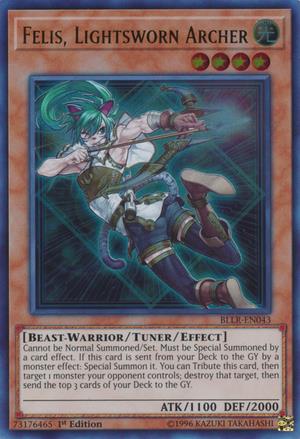 Felis, Lightsworn Archer
BLLR-EN043
[Beast-Warrior/Tuner/Effect]
Cannot be Normal Summoned/Set. Must be Special Summoned
by a card effect. If this card is sent from your Deck to the GY by a
monster effect: Special Summon it. You can Tribute this card, then
target 1 monster your opponent controls; destroy that target, then
send the top 3 cards of your Deck to the GY.
ATK/1100 DEF/2000
73176465 1st Edition ©1996 KAZUKI TAKAHASHI